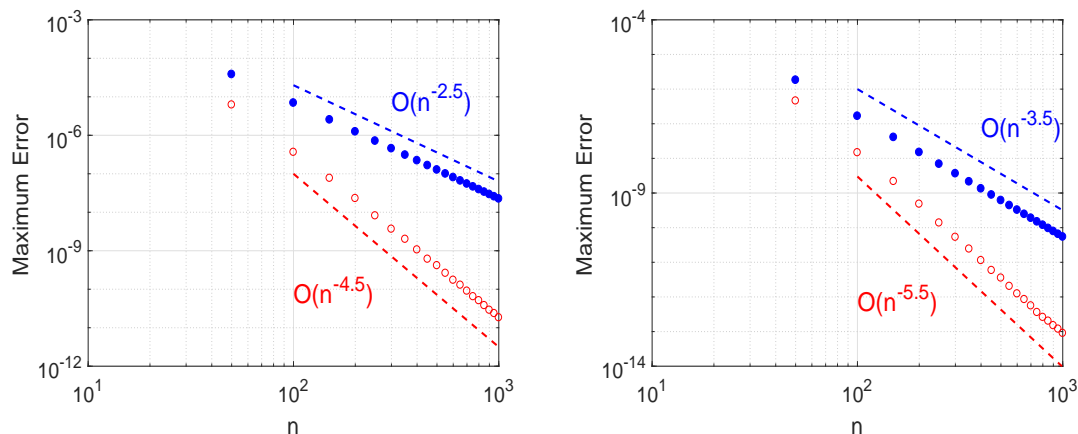 10^-3
10^-6
10^-9
10^-12
Maximum Error
O(n^-2.5)
O(n^-4.5)
10^1
10^2
10^3
n
10^-4
10^-9
10^-14
Maximum Error
O(n^-3.5)
O(n^-5.5)
10^1
10^2
10^3
n